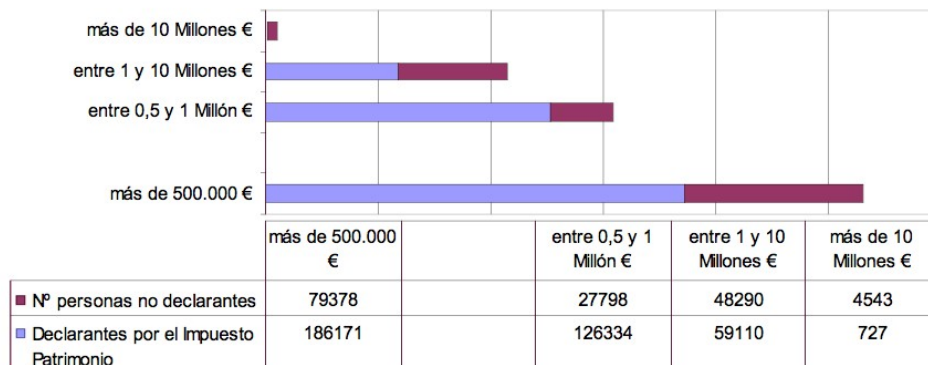 más de 10 Millones €
entre 1 y 10 Millones €
entre 0,5 y 1 Millón €
más de 500.000 €
más de 500.000 €
entre 0,5 y 1 Millón €
entre 1 y 10 Millones €
más de 10 Millones €
Nº personas no declarantes 79378 27798 48290 4543
Declarantes por el Impuesto Patrimonio 186171 126334 59110 727